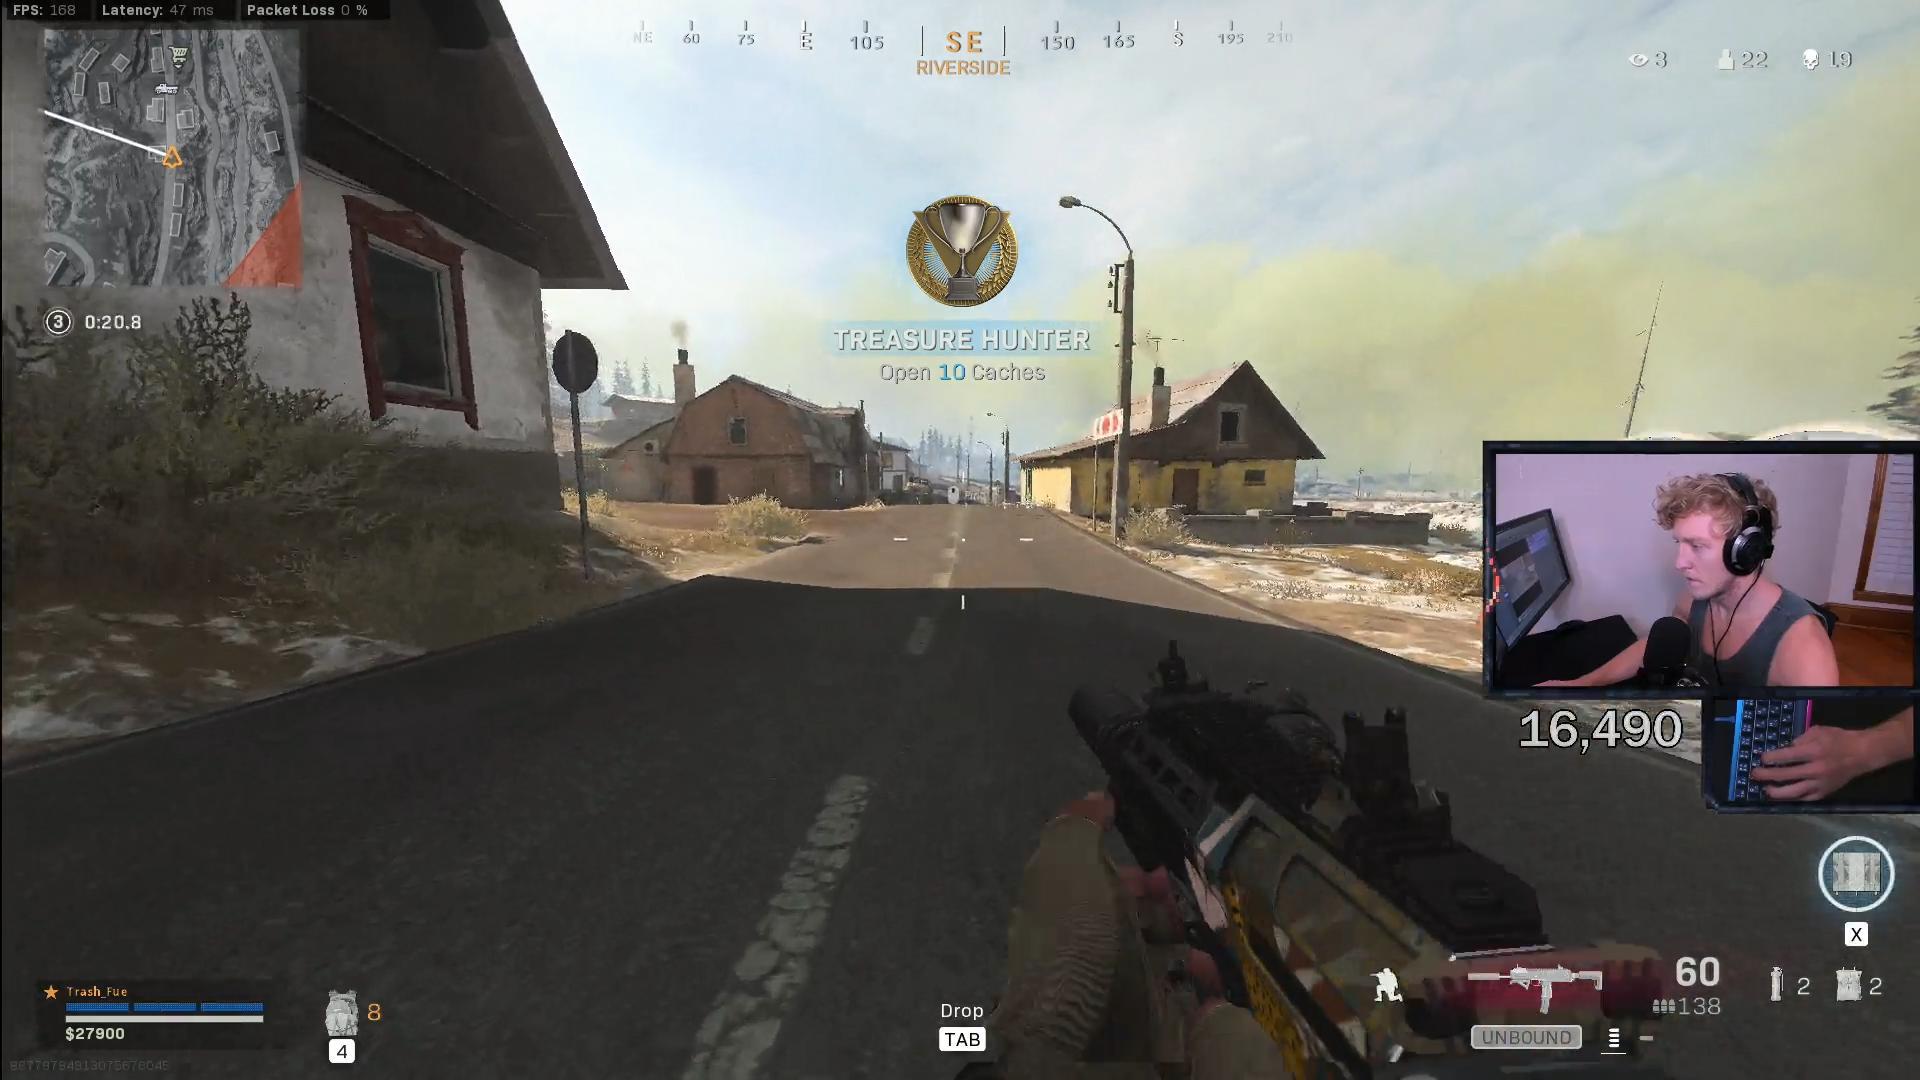 FPS: 168 Latency: 47 ms Packet Loss 0 %
NE 60 75 E 105 SE 150 165 S 195 210
RIVERSIDE
3 22 19
3 0:20.8
TREASURE HUNTER
Open 10 Caches
16,490
X
Trash_Fue
$27900
8
4
Drop
TAB
60
138
2 2
UNBOUND